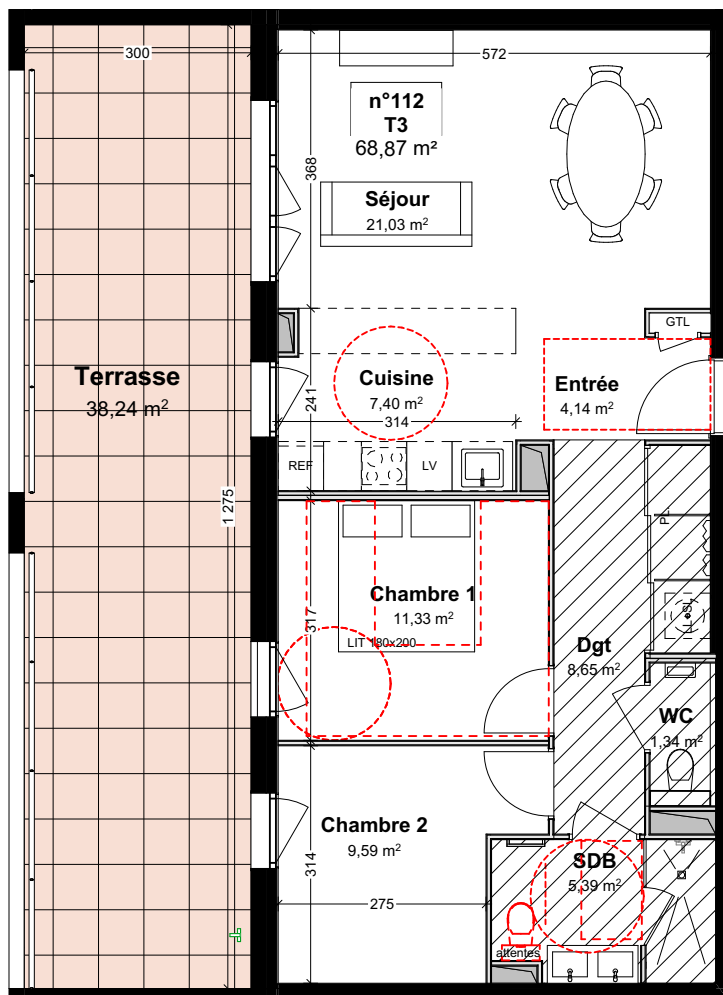 300
572
n°112
T3
68,87 m²
368
Séjour
21,03 m²
GTL
Terrasse
38,24 m²
Cuisine
7,40 m²
Entrée
4,14 m²
241
314
REF
LV
PL
1 275
Chambre 1
11,33 m²
317
LIT 180x200
Dgt
8,65 m²
WC
1,34 m²
Chambre 2
9,59 m²
SDB
5,39 m²
314
275
attentes